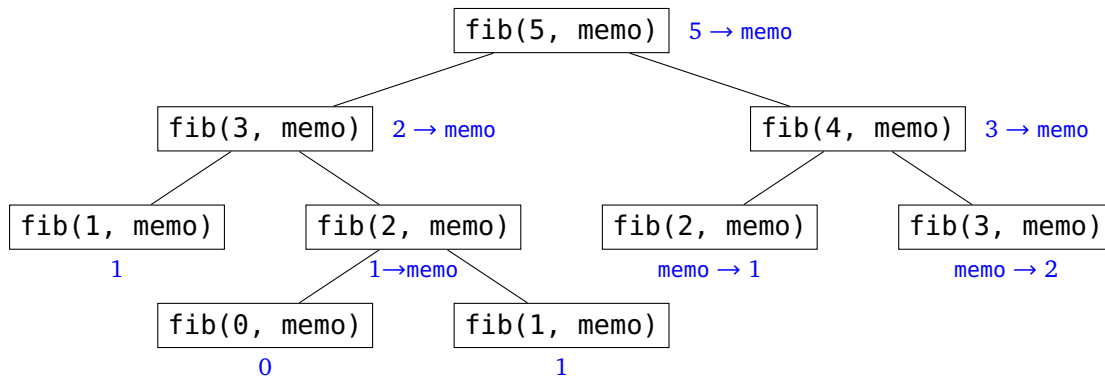 fib(5, memo) 5 → memo
fib(3, memo) 2 → memo fib(4, memo) 3 → memo
fib(1, memo) fib(2, memo) fib(2, memo) fib(3, memo)
1 1→memo memo → 1 memo → 2
fib(0, memo) fib(1, memo)
0 1